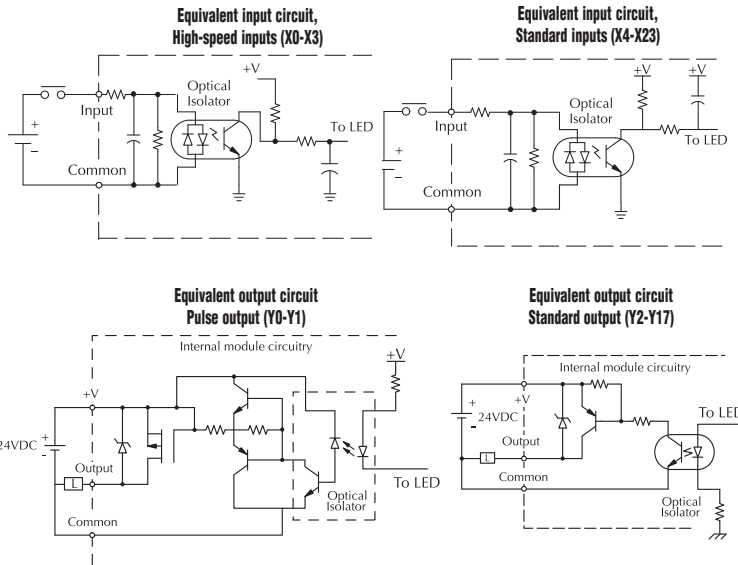 Equivalent input circuit,
High-speed inputs (X0-X3)
+V
Optical
Isolator
Input
+
-
To LED
Common
Equivalent input circuit,
Standard inputs (X4-X23)
+V
+V
Optical
Isolator
Input
+
-
To LED
Common
Equivalent output circuit
Pulse output (Y0-Y1)
Internal module circuitry
+V
+V
+
24VDC
-
Output
L
To LED
Optical
Isolator
Common
Equivalent output circuit
Standard output (Y2-Y17)
Internal module circuitry
+V
+
24VDC
-
To LED
Output
L
Common
Optical
Isolator